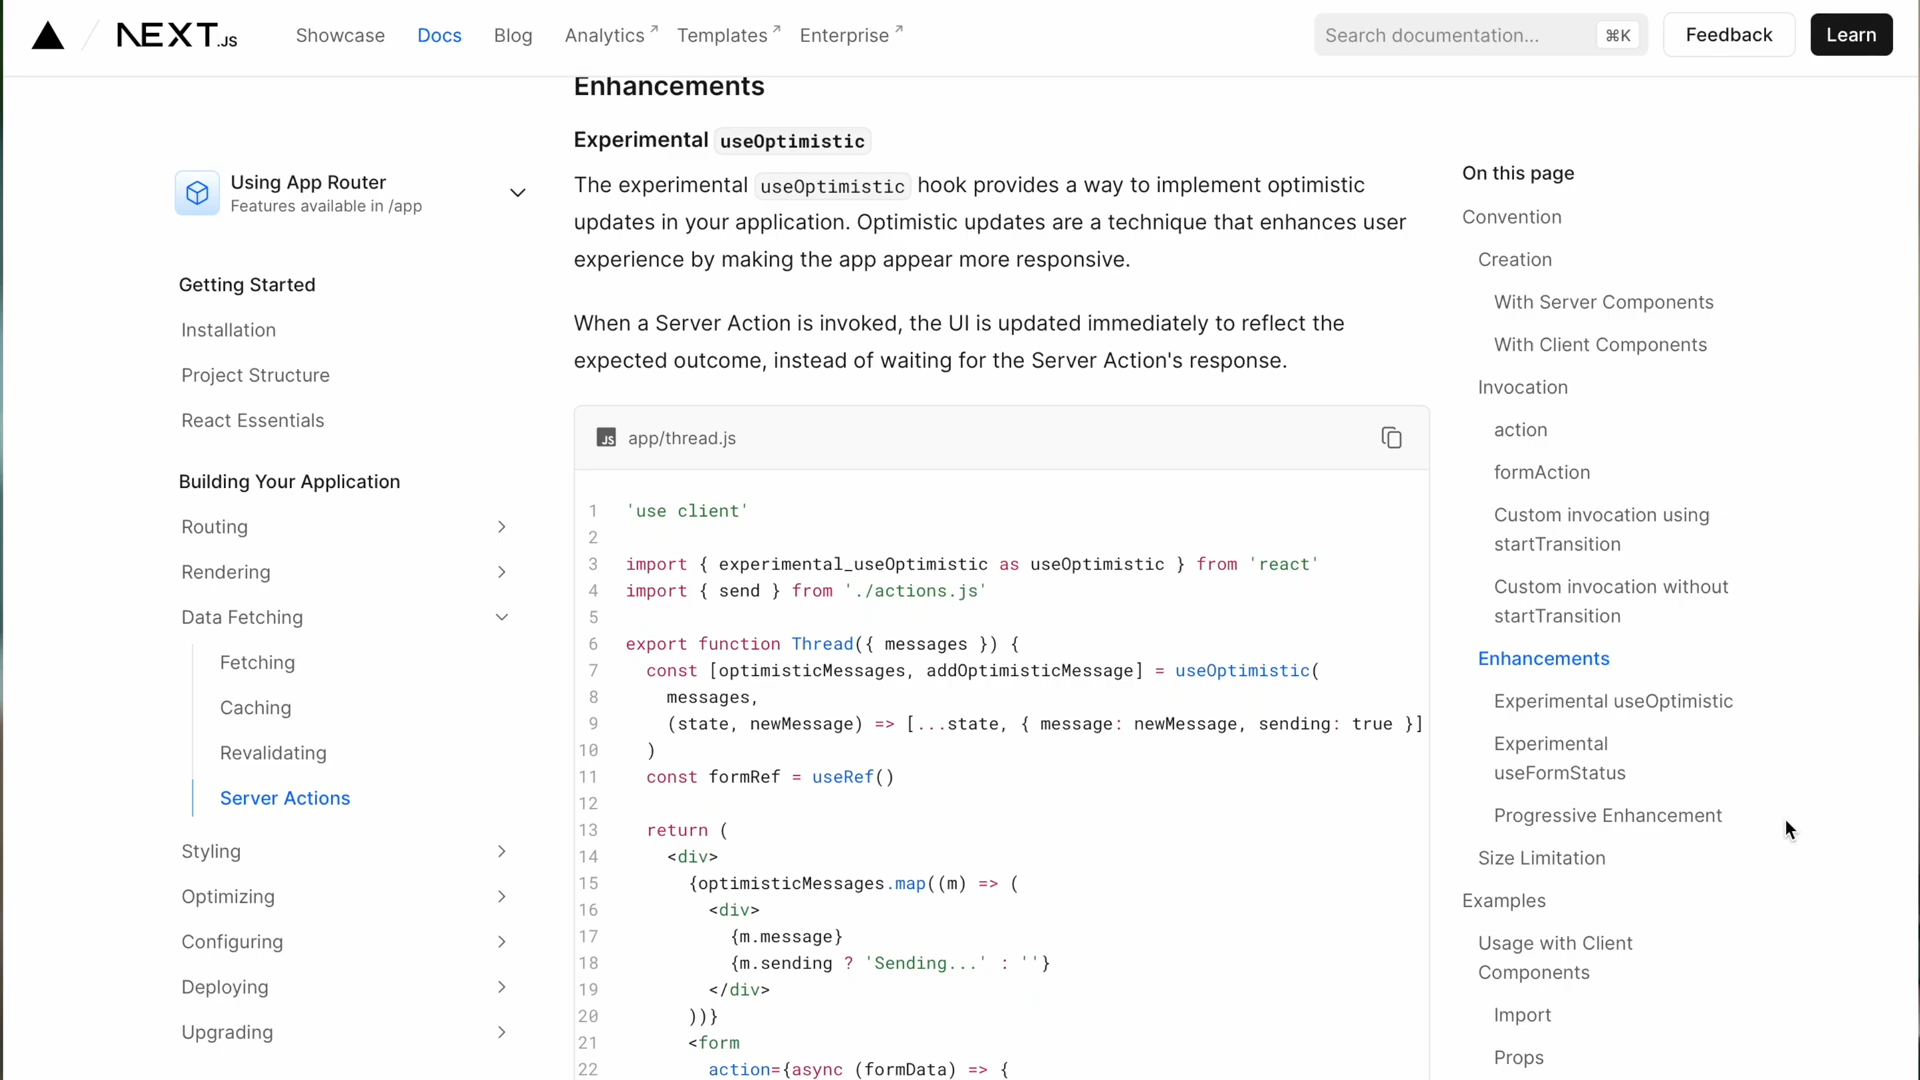 NEXT.JS
Showcase
Docs
Blog
Analytics
Templates
Enterprise
Search documentation...
⌘K
Feedback
Learn
Using App Router
Features available in /app
Getting Started
Installation
Project Structure
React Essentials
Building Your Application
Routing
Rendering
Data Fetching
Fetching
Caching
Revalidating
Server Actions
Styling
Optimizing
Configuring
Deploying
Upgrading
Enhancements
Experimental useOptimistic
The experimental useOptimistic hook provides a way to implement optimistic
updates in your application. Optimistic updates are a technique that enhances user
experience by making the app appear more responsive.
When a Server Action is invoked, the UI is updated immediately to reflect the
expected outcome, instead of waiting for the Server Action's response.
JS app/thread.js
1 'use client'
2
3 import { experimental_useOptimistic as useOptimistic } from 'react'
4 import { send } from './actions.js'
5
6 export function Thread({ messages }) {
7 const [optimisticMessages, addOptimisticMessage] = useOptimistic(
8 messages,
9 (state, newMessage) => [...state, { message: newMessage, sending: true }]
10 )
11 const formRef = useRef()
12
13 return (
14 <div>
15 {optimisticMessages.map((m) => (
16 <div>
17 {m.message}
18 {m.sending ? 'Sending...' : ''}
19 </div>
20 ))}
21 <form
22 action={async (formData) => {
On this page
Convention
Creation
With Server Components
With Client Components
Invocation
action
formAction
Custom invocation using
startTransition
Custom invocation without
startTransition
Enhancements
Experimental useOptimistic
Experimental
useFormStatus
Progressive Enhancement
Size Limitation
Examples
Usage with Client
Components
Import
Props